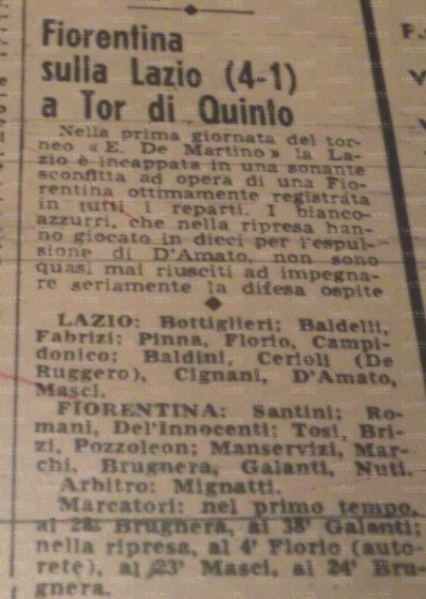 Fiorentina
sulla Lazio (4-1)
a Tor di Quinto
Nella prima giornata del tor-
neo «E. De Martino» la La-
zio è incappata in una sonante
sconfitta ad opera di una Fio-
rentina ottimamente registrata
in tutti i reparti. I bianco-
azzurri, che nella ripresa han-
no giocato in dieci per l'espul-
sione di D'Amato, non sono
quasi mai riusciti ad impegna-
re seriamente la difesa ospite
LAZIO: Bottiglieri; Baldelli,
Fabrizi; Pinna, Florio, Campi-
donico; Baldini, Cerioli (De
Ruggero), Cignani, D'Amato,
Masci.
FIORENTINA: Santini; Ro-
mani, Del'Innocenti; Tosi, Bri-
zi, Pozzoleon; Manservizi, Mar-
chi, Brugnera, Galanti, Nuti.
Arbitro: Mignatti.
Marcatori: nel primo tempo,
al Brugnera, al 38' Galanti;
nella ripresa, al 4' Florio (auto-
rete), al 23' Masci, al 24' Bru-
gnera.